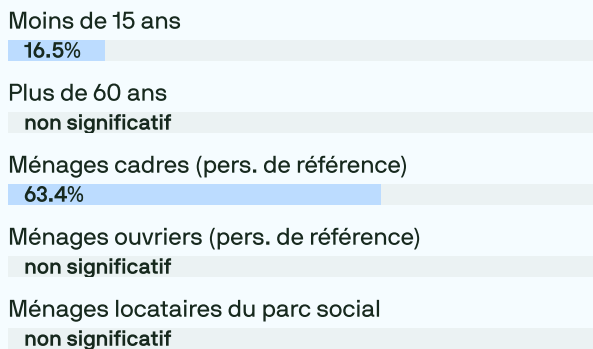 Moins de 15 ans
16.5%
Plus de 60 ans
non significatif
Ménages cadres (pers. de référence)
63.4%
Ménages ouvriers (pers. de référence)
non significatif
Ménages locataires du parc social
non significatif